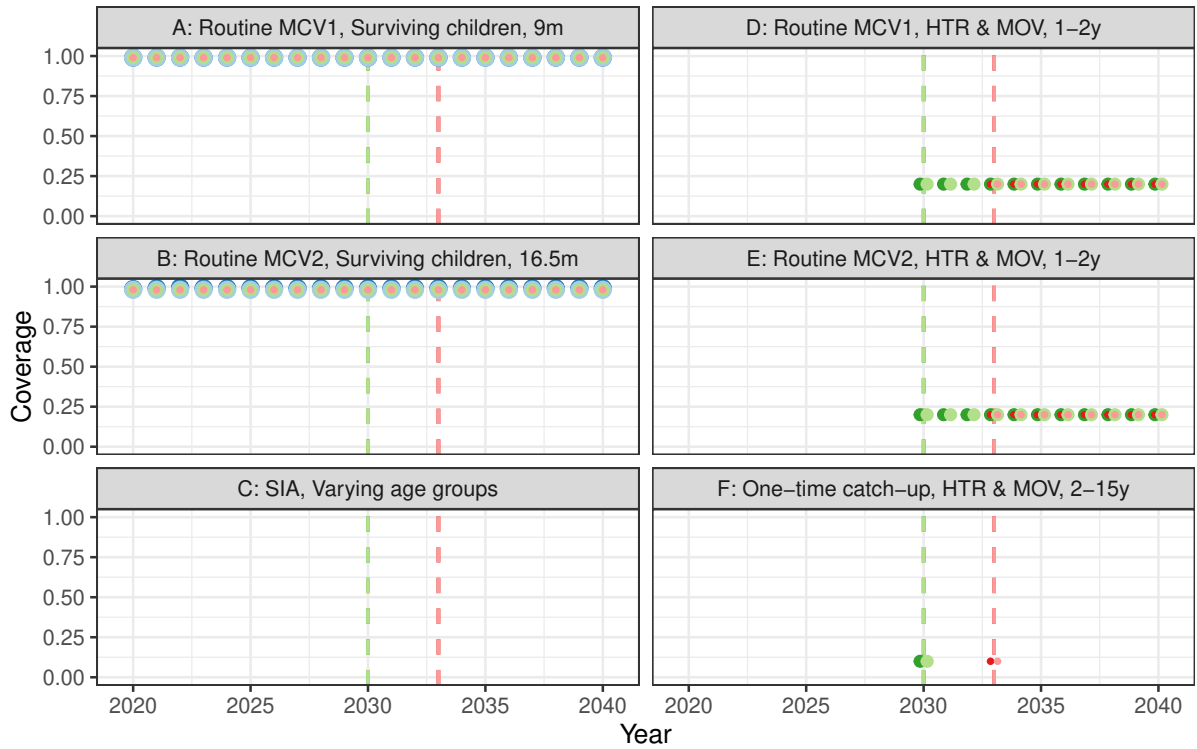 A: Routine MCV1, Surviving children, 9m
D: Routine MCV1, HTR & MOV, 1−2y
1.00
0.75
0.50
0.25
0.00
B: Routine MCV2, Surviving children, 16.5m
E: Routine MCV2, HTR & MOV, 1−2y
1.00
0.75
0.50
0.25
0.00
Coverage
C: SIA, Varying age groups
F: One−time catch−up, HTR & MOV, 2−15y
1.00
0.75
0.50
0.25
0.00
2020 2025 2030 2035 2040
2020 2025 2030 2035 2040
Year